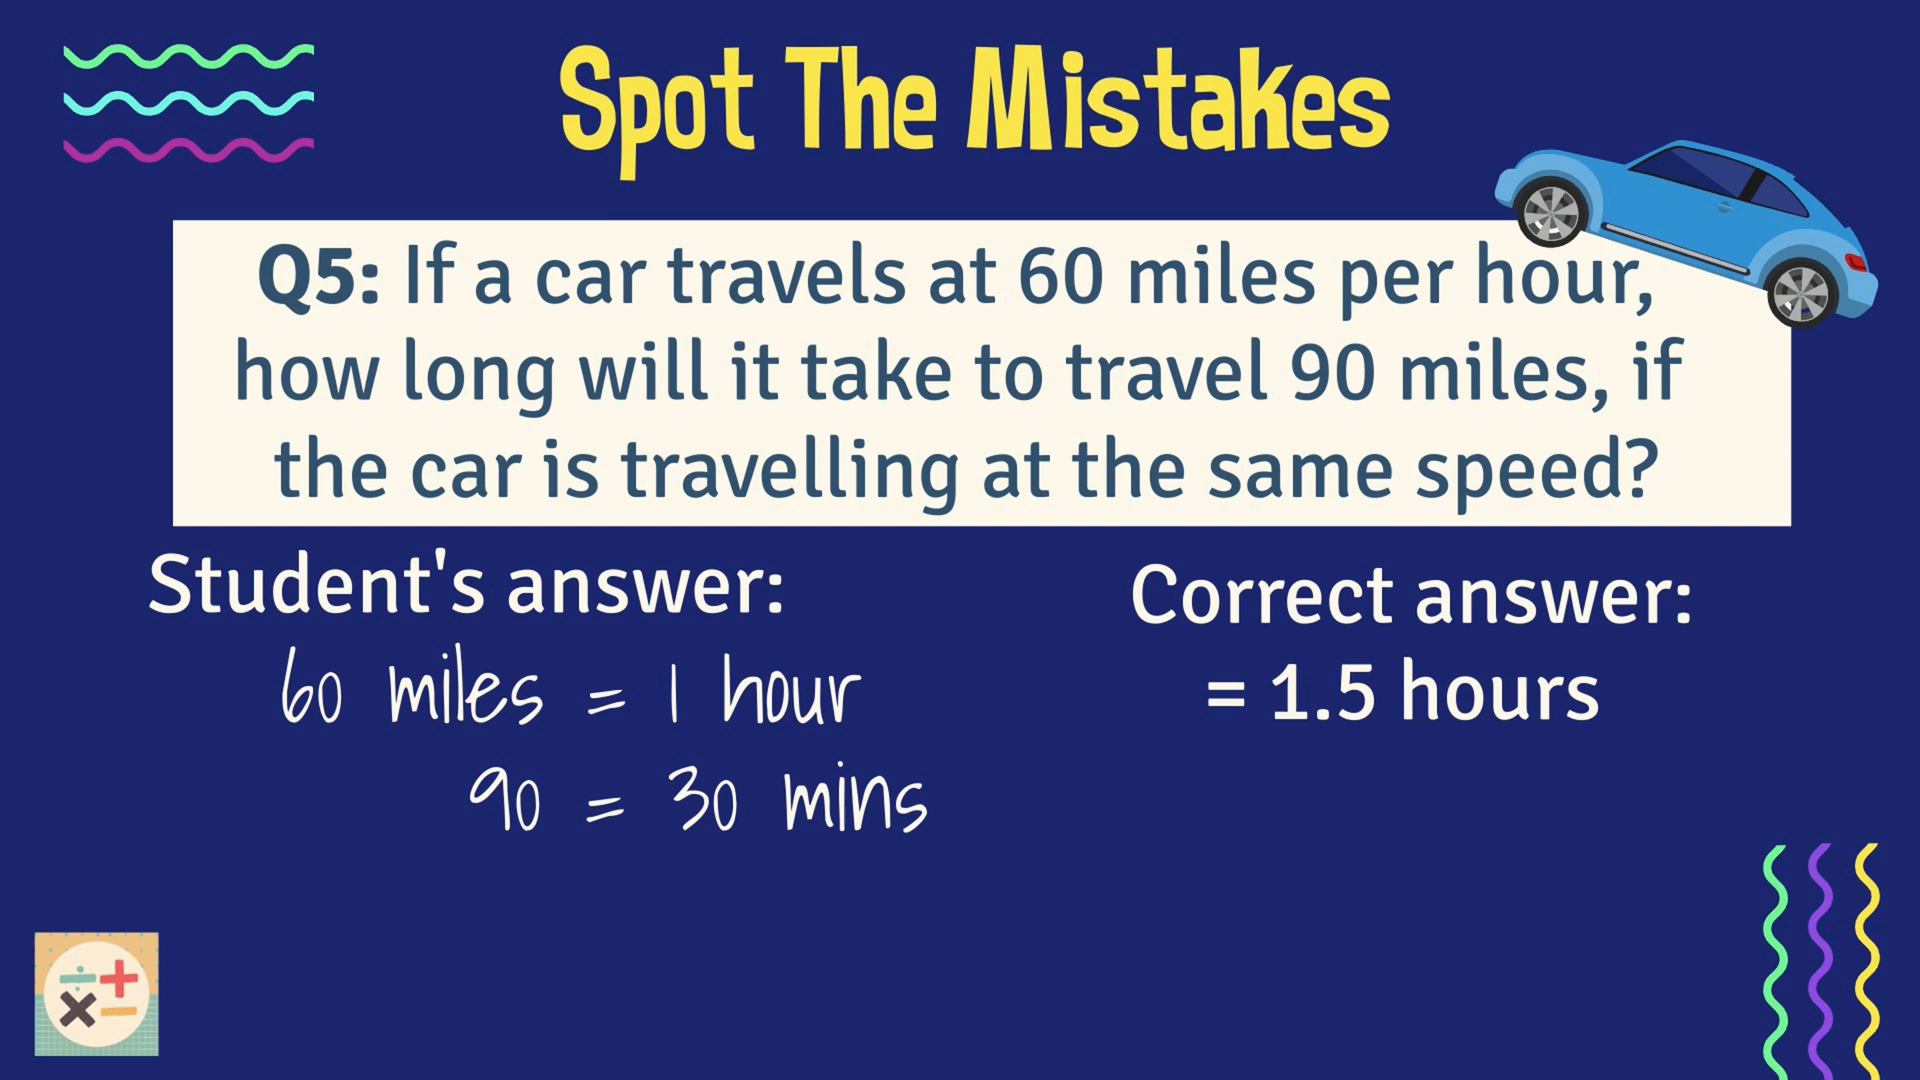 Spot The Mistakes
Q5: If a car travels at 60 miles per hour,
how long will it take to travel 90 miles, if
the car is travelling at the same speed?
Student's answer:
60 miles = 1 hour
90 = 30 mins
Correct answer:
= 1.5 hours